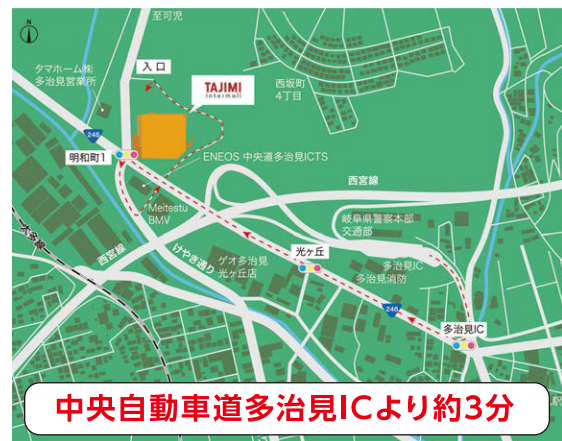 N
至可児
タマホーム㈱
多治見営業所
入口
TAJIMI
intermall
西坂町
4丁目
248
明和町1
ENEOS 中央道多治見ICTS
西宮線
Meitestu
BMV
岐阜県警察本部
交通部
太多線
西宮線
けやき通り
ゲオ多治見
光ヶ丘店
光ヶ丘
多治見IC
多治見消防
248
多治見IC
駅
中央自動車道多治見ICより約3分